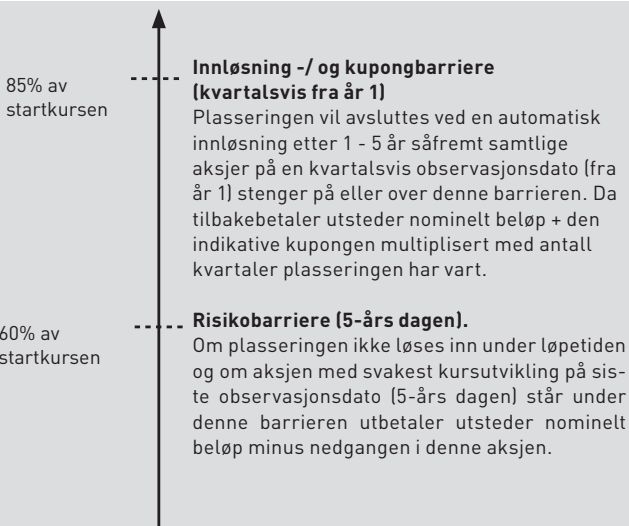 85% av
startkursen
Innløsning -/ og kupongbarriere
(kvartalsvis fra år 1)
Plasseringen vil avsluttes ved en automatisk
innløsning etter 1 - 5 år såfremt samtlige
aksjer på en kvartalsvis observasjonsdato (fra
år 1) stenger på eller over denne barrieren. Da
tilbakebetaler utsteder nominelt beløp + den
indikative kupongen multiplisert med antall
kvartaler plasseringen har vart.
60% av
startkursen
Risikobarriere (5-års dagen).
Om plasseringen ikke løses inn under løpetiden
og om aksjen med svakest kursutvikling på sis-
te observasjonsdato (5-års dagen) står under
denne barrieren utbetaler utsteder nominelt
beløp minus nedgangen i denne aksjen.